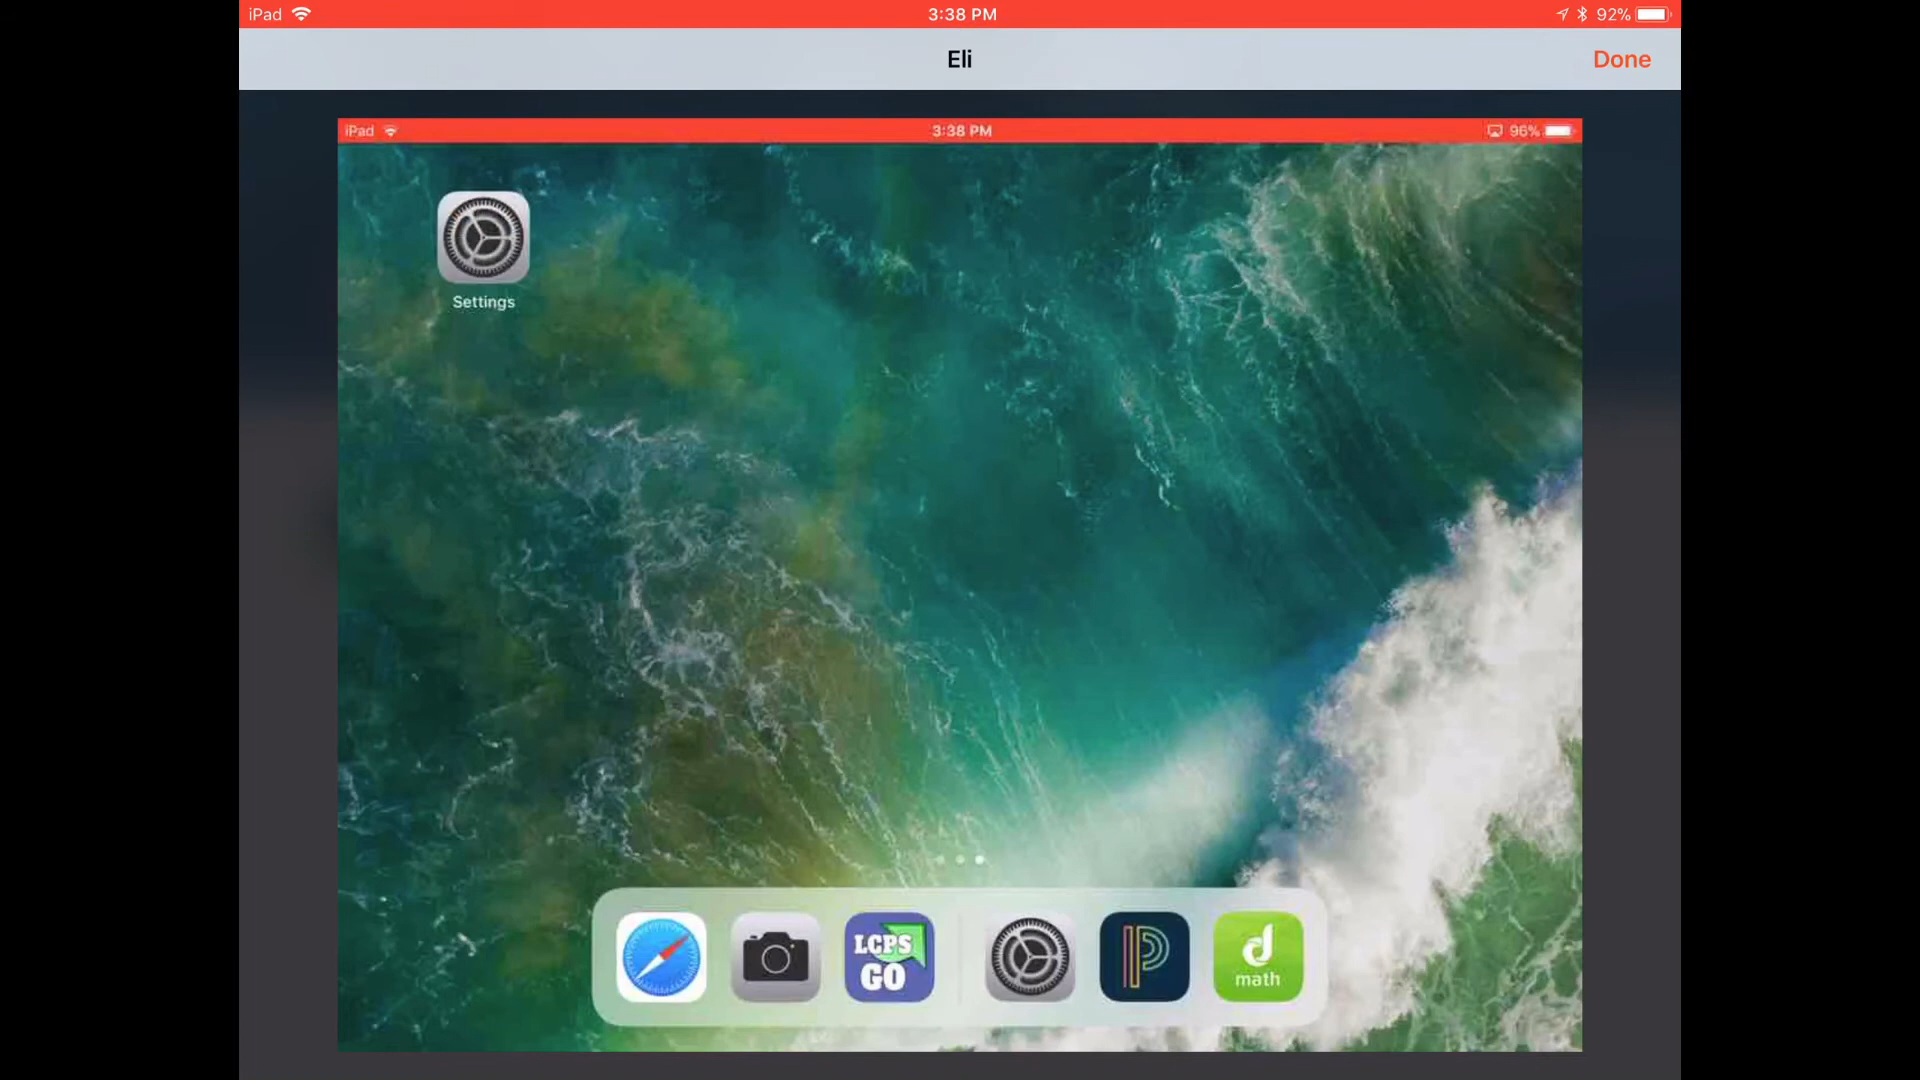 iPad 3:38 PM 92%
Eli Done
iPad 3:38 PM 96%
Settings
LCPS
GO
d
math